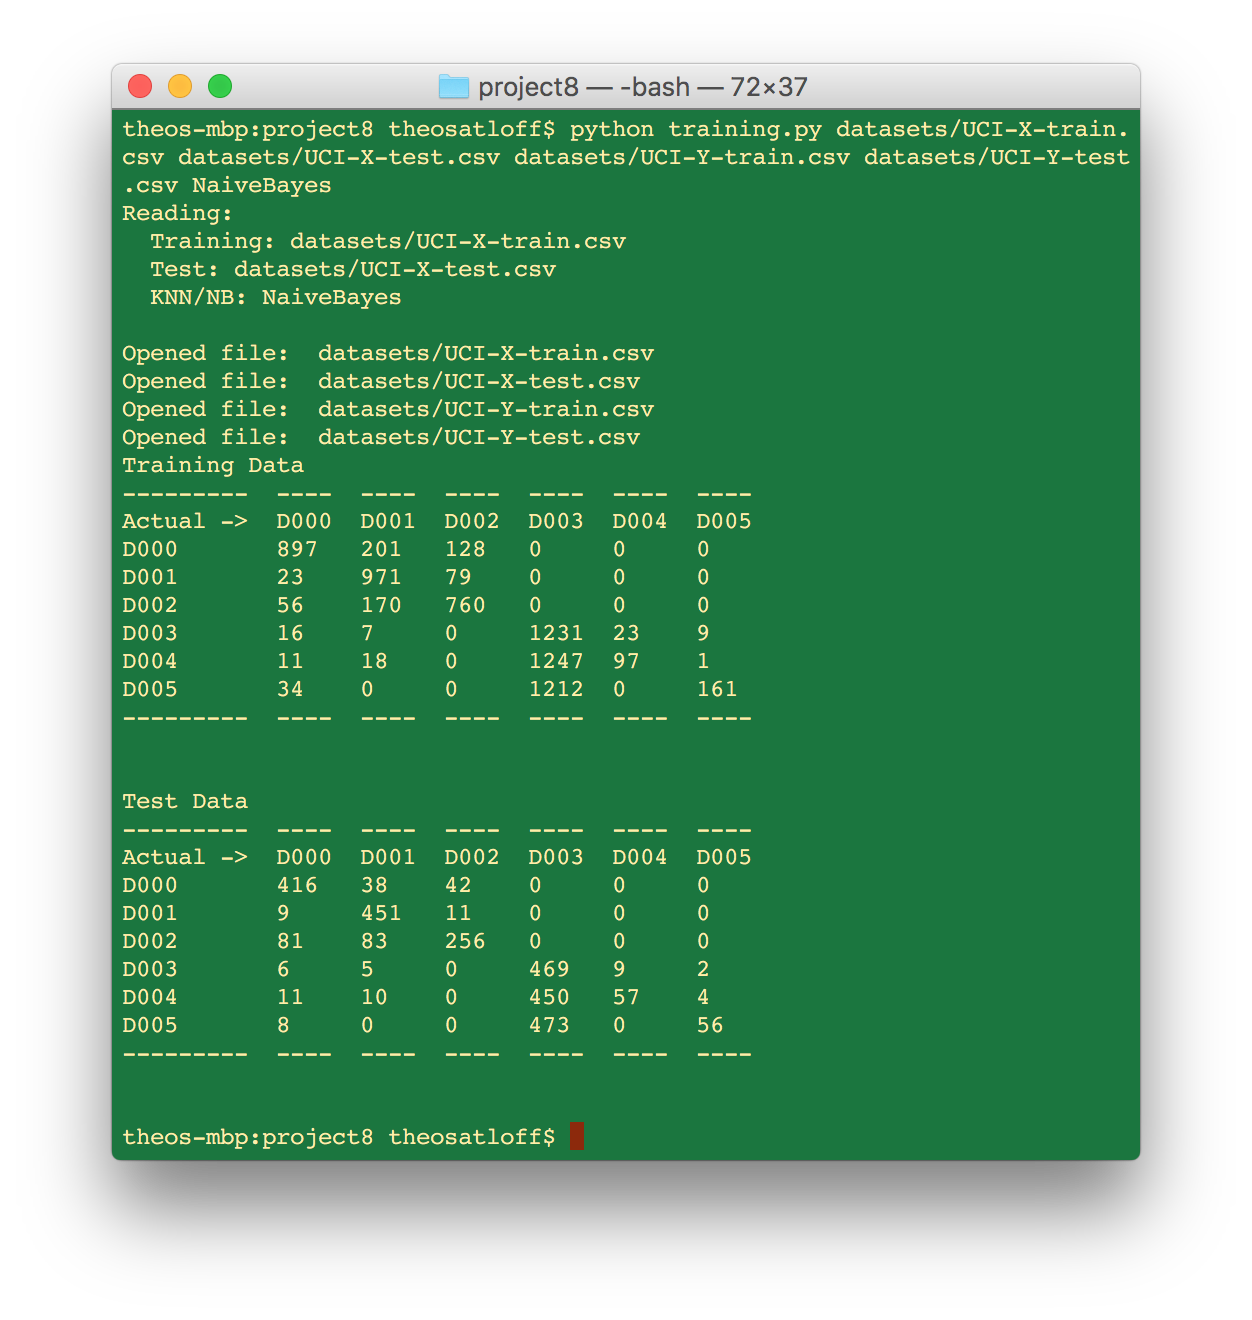 project8 — -bash — 72×37
theos-mbp:project8 theosatloff$ python training.py datasets/UCI-X-train.
csv datasets/UCI-X-test.csv datasets/UCI-Y-train.csv datasets/UCI-Y-test
.csv NaiveBayes
Reading:
  Training: datasets/UCI-X-train.csv
  Test: datasets/UCI-X-test.csv
  KNN/NB: NaiveBayes
Opened file:  datasets/UCI-X-train.csv
Opened file:  datasets/UCI-X-test.csv
Opened file:  datasets/UCI-Y-train.csv
Opened file:  datasets/UCI-Y-test.csv
Training Data
---------  ----  ----  ----  ----  ----  ----
Actual ->  D000  D001  D002  D003  D004  D005
D000       897   201   128   0     0     0
D001       23    971   79    0     0     0
D002       56    170   760   0     0     0
D003       16    7     0     1231  23    9
D004       11    18    0     1247  97    1
D005       34    0     0     1212  0     161
---------  ----  ----  ----  ----  ----  ----
Test Data
---------  ----  ----  ----  ----  ----  ----
Actual ->  D000  D001  D002  D003  D004  D005
D000       416   38    42    0     0     0
D001       9     451   11    0     0     0
D002       81    83    256   0     0     0
D003       6     5     0     469   9     2
D004       11    10    0     450   57    4
D005       8     0     0     473   0     56
---------  ----  ----  ----  ----  ----  ----
theos-mbp:project8 theosatloff$